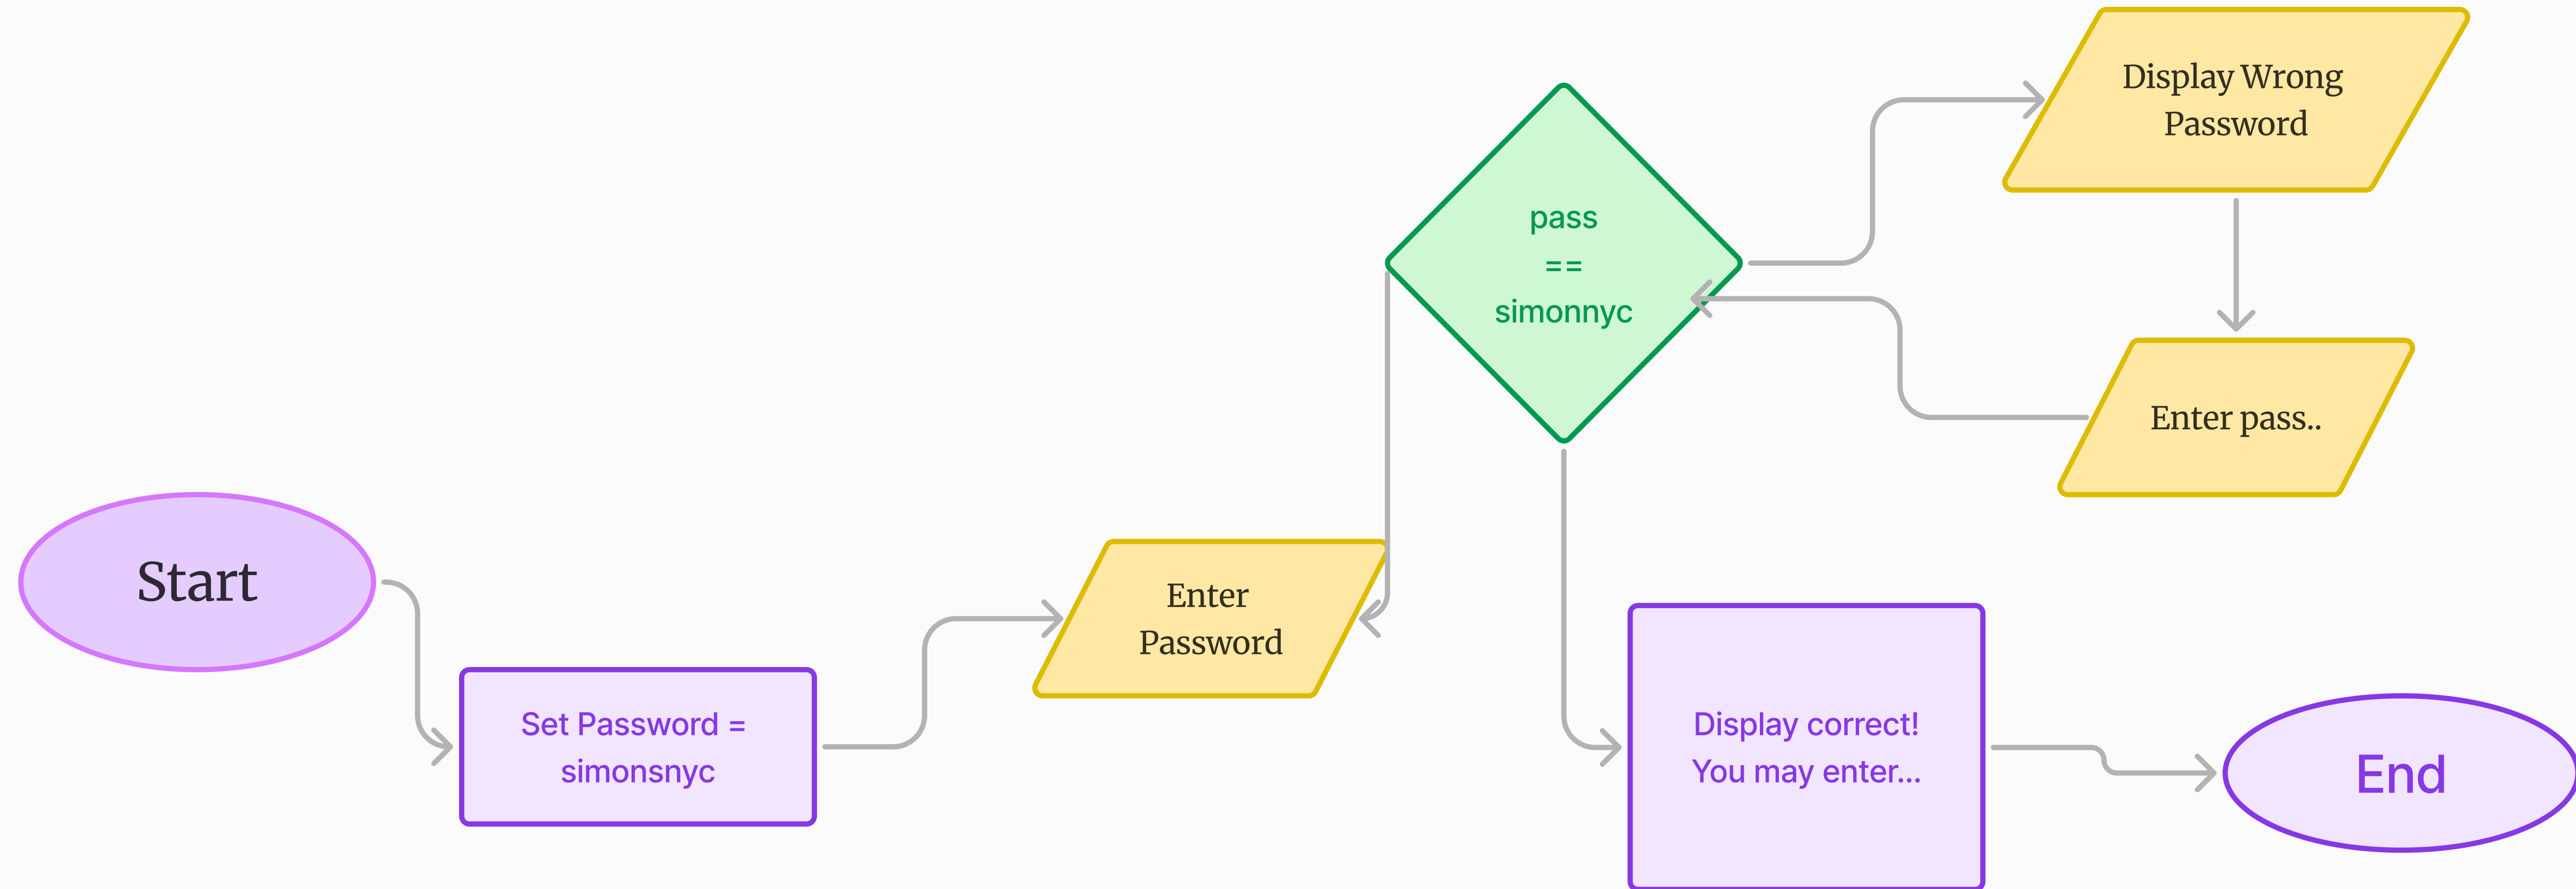 Start
Set Password =
simonsnyc
Enter
Password
pass
==
simonnyc
Display Wrong
Password
Enter pass..
Display correct!
You may enter...
End